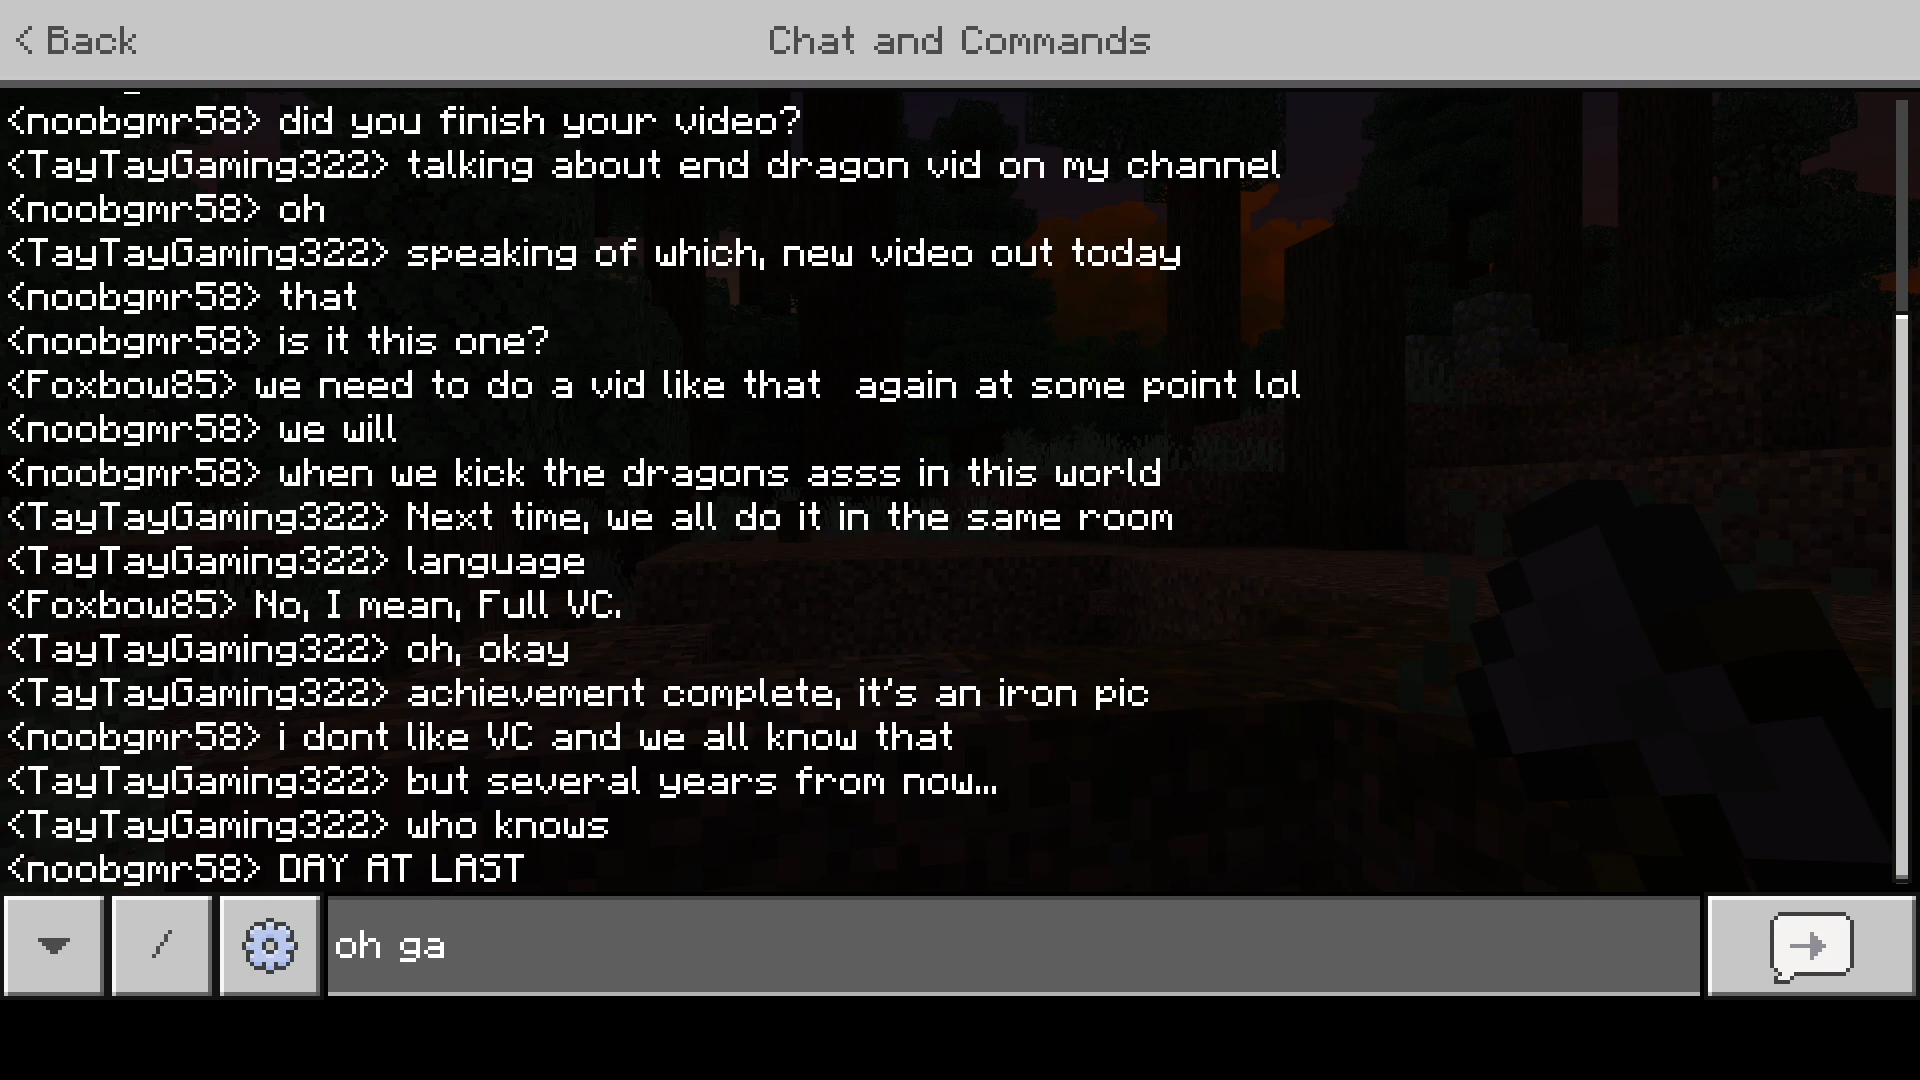 < Back
Chat and Commands
<noobgmr58> did you finish your video?
<TayTayGaming322> talking about end dragon vid on my channel
<noobgmr58> oh
<TayTayGaming322> speaking of which, new video out today
<noobgmr58> that
<noobgmr58> is it this one?
<Foxbow85> we need to do a vid like that  again at some point lol
<noobgmr58> we will
<noobgmr58> when we kick the dragons asss in this world
<TayTayGaming322> Next time, we all do it in the same room
<TayTayGaming322> language
<Foxbow85> No, I mean, Full VC.
<TayTayGaming322> oh, okay
<TayTayGaming322> achievement complete, it's an iron pic
<noobgmr58> i dont like VC and we all know that
<TayTayGaming322> but several years from now...
<TayTayGaming322> who knows
<noobgmr58> DAY AT LAST
/
oh ga